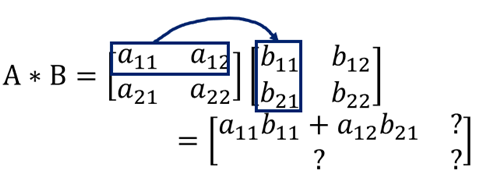 A ∗ B = [a₁₁ a₁₂] [b₁₁ b₁₂]
[a₂₁ a₂₂] [b₂₁ b₂₂]
= [a₁₁b₁₁ + a₁₂b₂₁ ?]
[? ?]